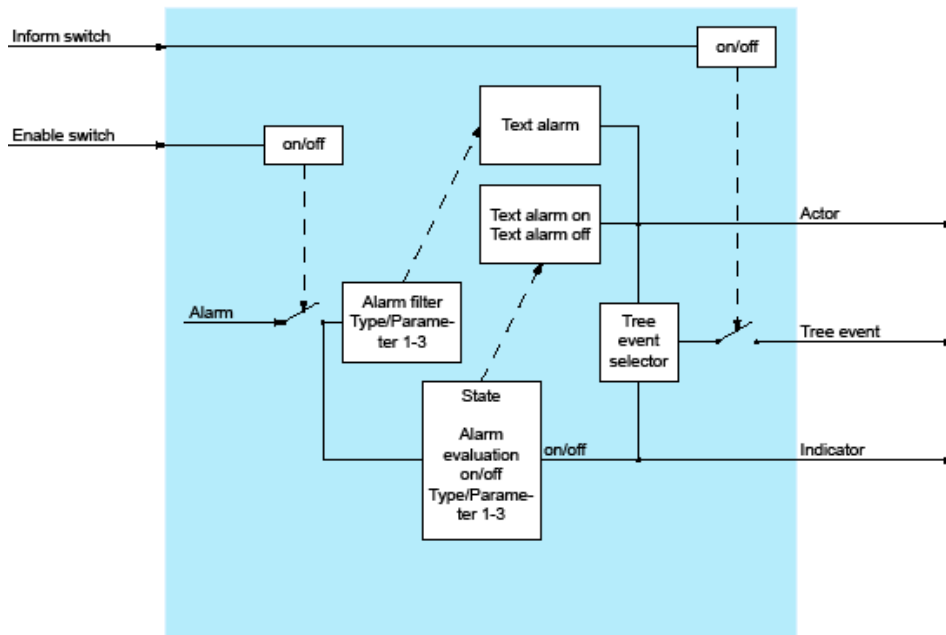 Inform switch
on/off
Text alarm
Enable switch
on/off
Text alarm on
Text alarm off
Actor
Alarm
Alarm filter
Type/Parame-
ter 1-3
Tree
event
selector
Tree event
State
Alarm
evaluation
on/off
Type/Parame-
ter 1-3
on/off
Indicator